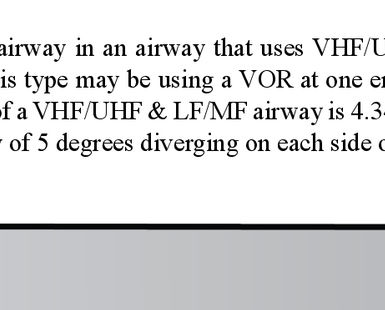 airway in an airway that uses VHF/U
is type may be using a VOR at one en
of a VHF/UHF & LF/MF airway is 4.34
of 5 degrees diverging on each side o